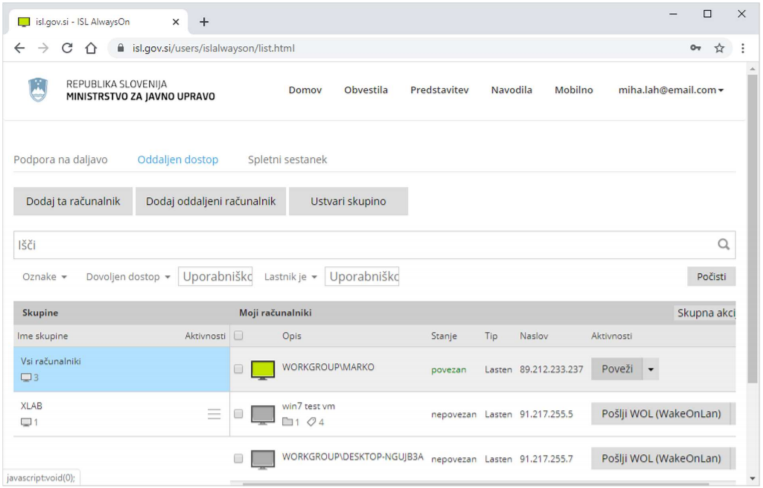 isl.gov.si - ISL AlwaysOn
isl.gov.si/users/islalwayson/list.html
REPUBLIKA SLOVENIJA
MINISTRSTVO ZA JAVNO UPRAVO
Domov Obvestila Predstavitev Navodila Mobilno miha.lah@email.com
Podpora na daljavo Oddaljen dostop Spletni sestanek
Dodaj ta računalnik Dodaj oddaljeni računalnik Ustvari skupino
Išči
Oznake Dovoljen dostop Uporabniško Lastnik je Uporabniško Počisti
Skupine Moji računalniki Skupna akcij
Ime skupine Aktivnosti Opis Stanje Tip Naslov Aktivnosti
Vsi računalniki
3
WORKGROUP\MARKO povezan Lasten 89.212.233.237 Poveži
XLAB
1
win7 test vm
1 4
nepovezan Lasten 91.217.255.5 Pošlji WOL (WakeOnLan)
WORKGROUP\DESKTOP-NGUJB3A nepovezan Lasten 91.217.255.7 Pošlji WOL (WakeOnLan)
javascript:void(0);